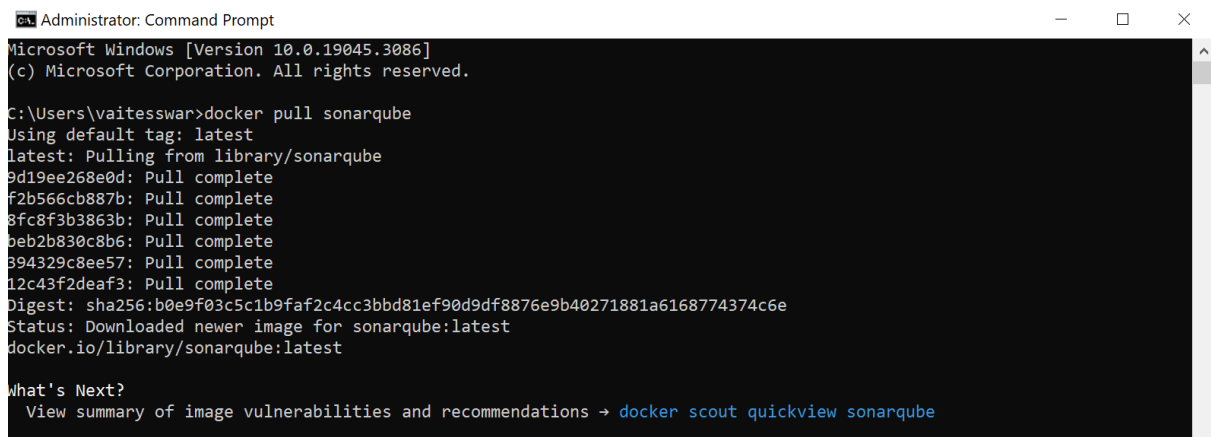 Administrator: Command Prompt
Microsoft Windows [Version 10.0.19045.3086]
(c) Microsoft Corporation. All rights reserved.
C:\Users\vaitesswar>docker pull sonarqube
Using default tag: latest
latest: Pulling from library/sonarqube
9d19ee268e0d: Pull complete
f2b566cb887b: Pull complete
8fc8f3b3863b: Pull complete
beb2b830c8b6: Pull complete
394329c8ee57: Pull complete
12c43f2deaf3: Pull complete
Digest: sha256:b0e9f03c5c1b9faf2c4cc3bbd81ef90d9df8876e9b40271881a6168774374c6e
Status: Downloaded newer image for sonarqube:latest
docker.io/library/sonarqube:latest
What's Next?
View summary of image vulnerabilities and recommendations → docker scout quickview sonarqube